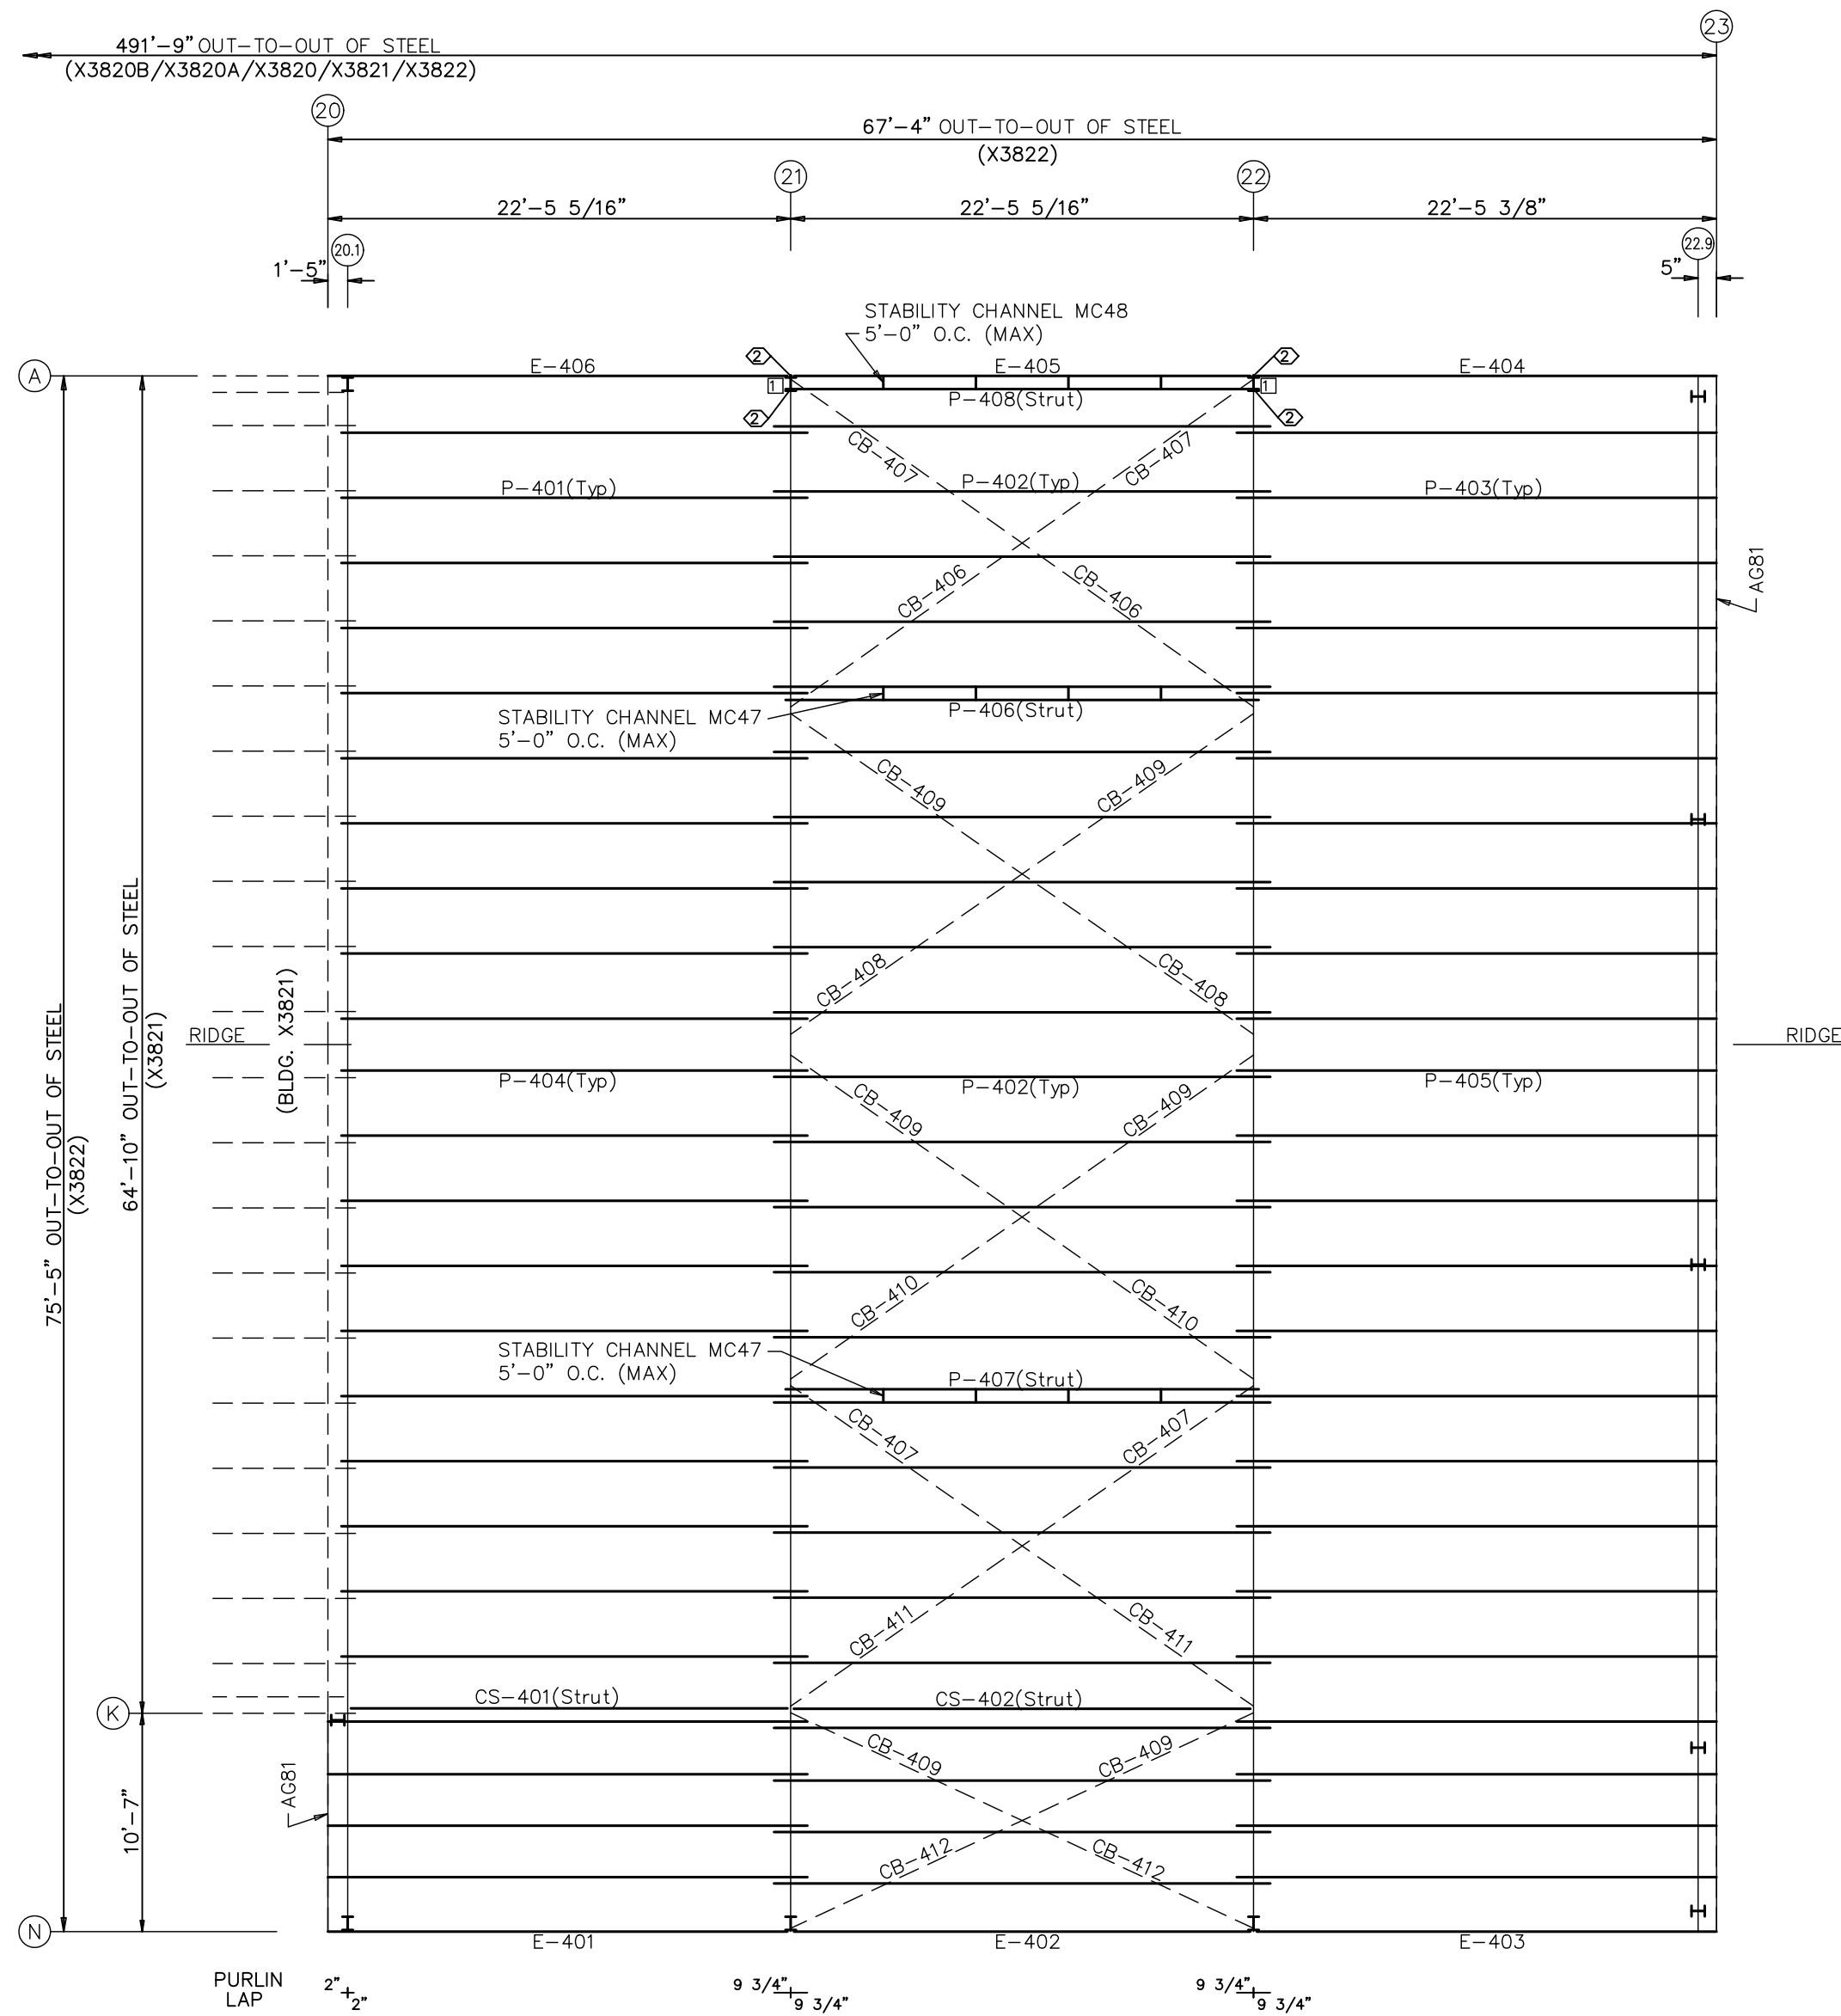 23
491'-9" OUT-TO-OUT OF STEEL
(X3820B/X3820A/X3820/X3821/X3822)
20
67'-4" OUT-TO-OUT OF STEEL
(X3822)
21
22
22'-5 5/16"
22'-5 5/16"
22'-5 3/8"
20.1
22.9
1'-5"
5"
STABILITY CHANNEL MC48
5'-0" O.C. (MAX)
A
E-406
2
E-405
2
E-404
1
1
P-408(Strut)
2
2
CB-407
CB-407
P-401(Typ)
P-402(Typ)
P-403(Typ)
AG81
CB-406
CB-406
STABILITY CHANNEL MC47
5'-0" O.C. (MAX)
P-406(Strut)
CB-409
CB-409
CB-408
CB-408
75'-5" OUT-TO-OUT OF STEEL
(X3822)
64'-10" OUT-TO-OUT OF STEEL
(X3821)
(BLDG. X3821)
RIDGE
RIDGE
P-404(Typ)
P-402(Typ)
P-405(Typ)
CB-409
CB-409
CB-410
CB-410
STABILITY CHANNEL MC47
5'-0" O.C. (MAX)
P-407(Strut)
CB-407
CB-407
CB-411
CB-411
CS-401(Strut)
CS-402(Strut)
K
CB-409
CB-409
AG81
10'-7"
CB-412
CB-412
N
E-401
E-402
E-403
PURLIN
LAP
2"
2"
9 3/4"
9 3/4"
9 3/4"
9 3/4"